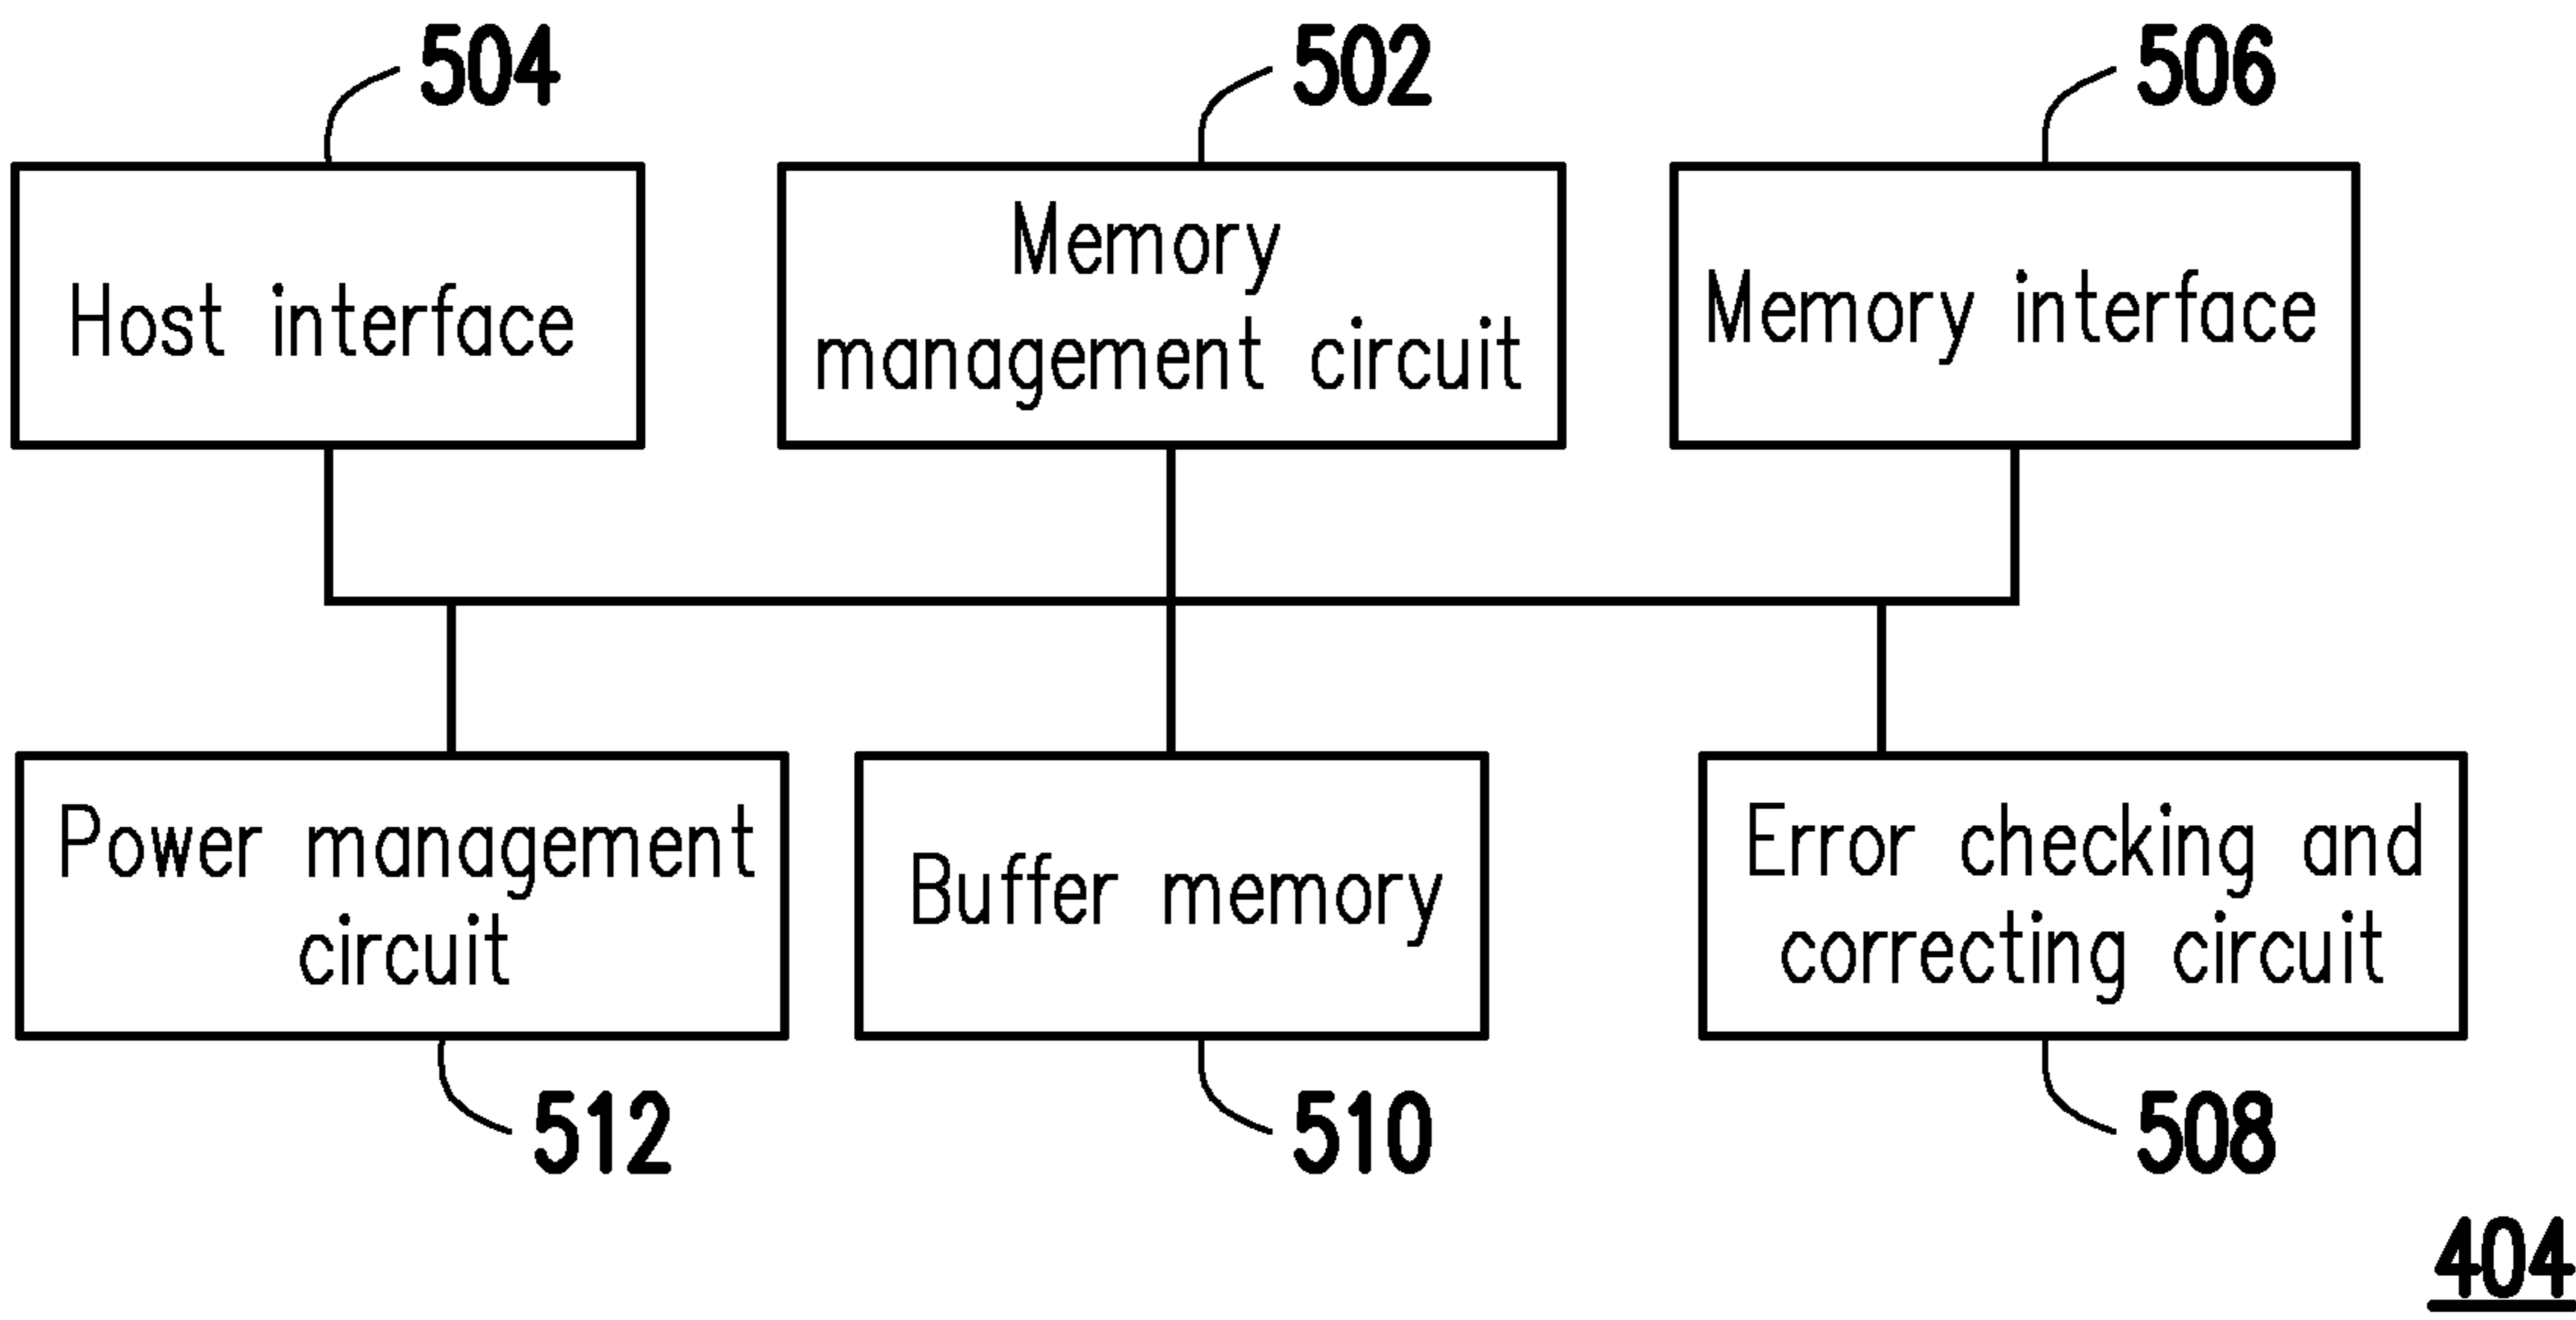 504
502
506
Host interface
Memory
management circuit
Memory interface
Power management
circuit
Buffer memory
Error checking and
correcting circuit
512
510
508
404